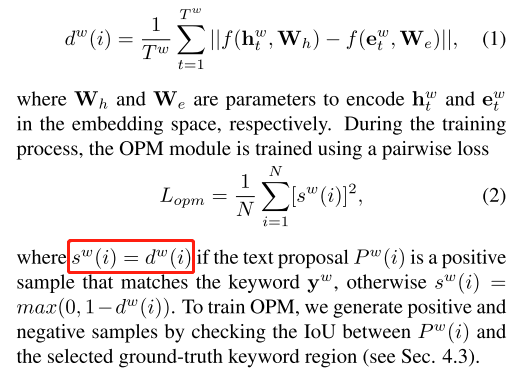 d^w(i) = \frac{1}{T^w} \sum_{t=1}^{T^w} ||f(\mathbf{h}_t^w, \mathbf{W}_h) - f(\mathbf{e}_t^w, \mathbf{W}_e)||, (1)
where \mathbf{W}_h and \mathbf{W}_e are parameters to encode \mathbf{h}_t^w and \mathbf{e}_t^w
in the embedding space, respectively. During the training
process, the OPM module is trained using a pairwise loss
L_{opm} = \frac{1}{N} \sum_{i=1}^{N} [s^w(i)]^2, (2)
where s^w(i) = d^w(i) if the text proposal P^w(i) is a positive
sample that matches the keyword \mathbf{y}^w, otherwise s^w(i) =
max(0, 1-d^w(i)). To train OPM, we generate positive and
negative samples by checking the IoU between P^w(i) and
the selected ground-truth keyword region (see Sec. 4.3).